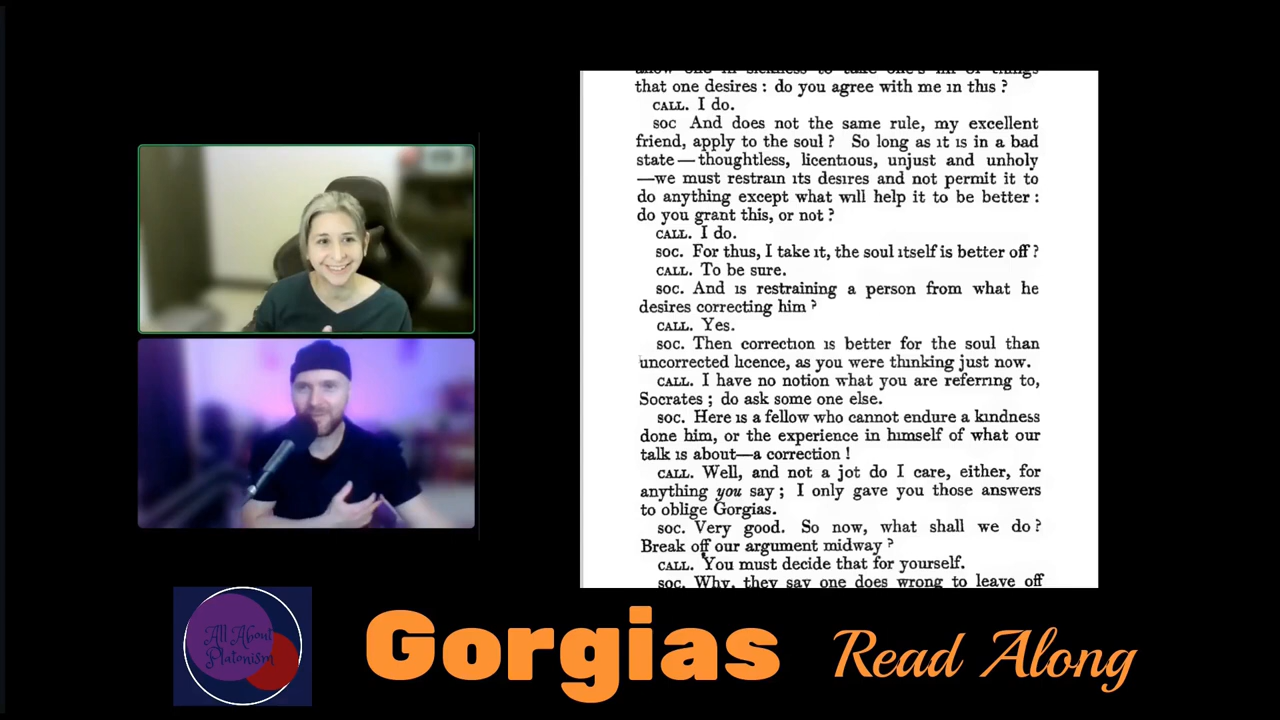 allow one in sickness to take one's fill of things
that one desires : do you agree with me in this ?
CALL. I do.
SOC And does not the same rule, my excellent
friend, apply to the soul ? So long as it is in a bad
state — thoughtless, licentious, unjust and unholy
—we must restrain its desires and not permit it to
do anything except what will help it to be better :
do you grant this, or not ?
CALL. I do.
SOC. For thus, I take it, the soul itself is better off ?
CALL. To be sure.
SOC. And is restraining a person from what he
desires correcting him ?
CALL. Yes.
SOC. Then correction is better for the soul than
uncorrected licence, as you were thinking just now.
CALL. I have no notion what you are referring to,
Socrates ; do ask some one else.
SOC. Here is a fellow who cannot endure a kindness
done him, or the experience in himself of what our
talk is about—a correction !
CALL. Well, and not a jot do I care, either, for
anything you say ; I only gave you those answers
to oblige Gorgias.
SOC. Very good. So now, what shall we do ?
Break off our argument midway ?
CALL. You must decide that for yourself.
SOC. Why, they say one does wrong to leave off
All About
Platonism
Gorgias Read Along